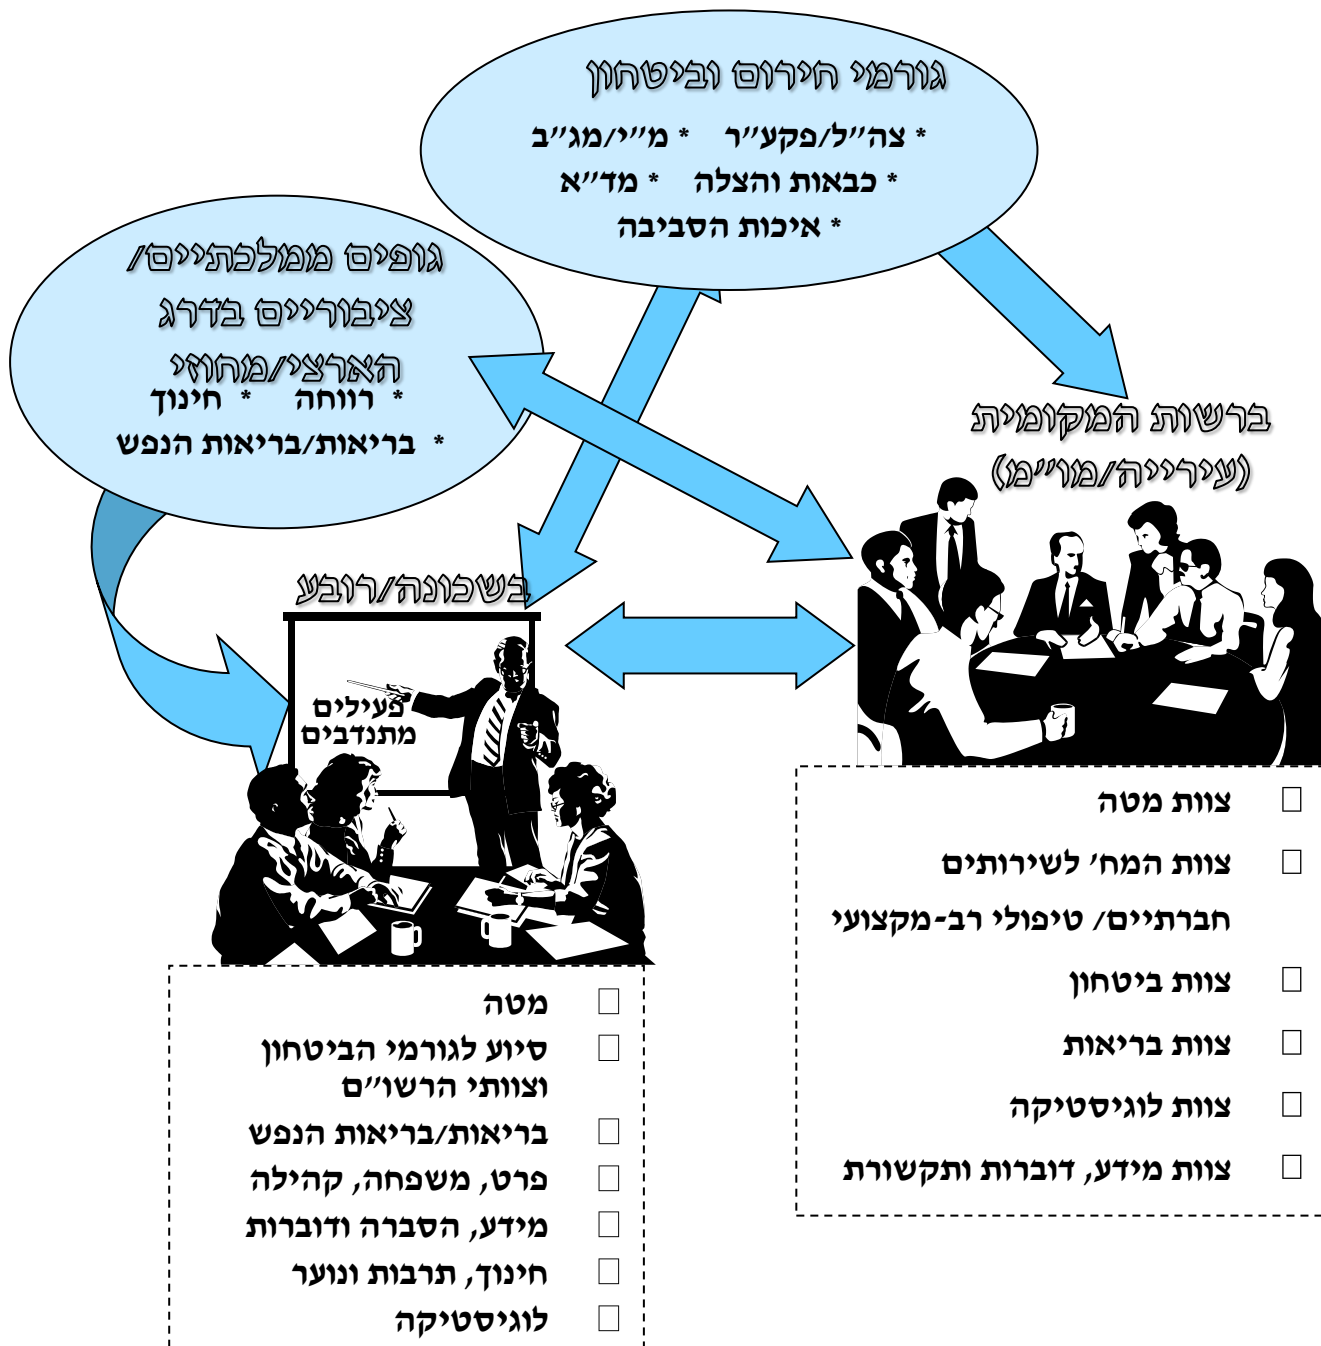 גורמי חירום וביטחון
* צה"ל/פקע"ר * מ"י/מג"ב
* כבאות והצלה * מד"א
* איכות הסביבה
גופים ממלכתיים/
ציבוריים בדרג
הארצי/מחוזי
* רווחה * חינוך
* בריאות/בריאות הנפש
ברשות המקומית
(עירייה/מו"מ)
בשכונה/רובע
פעילים
מתנדבים
צוות מטה
צוות המח' לשירותים
חברתיים/ טיפולי רב-מקצועי
צוות ביטחון
צוות בריאות
צוות לוגיסטיקה
צוות מידע, דוברות ותקשורת
מטה
סיוע לגורמי הביטחון
וצוותי הרשו"ם
בריאות/בריאות הנפש
פרט, משפחה, קהילה
מידע, הסברה ודוברות
חינוך, תרבות ונוער
לוגיסטיקה